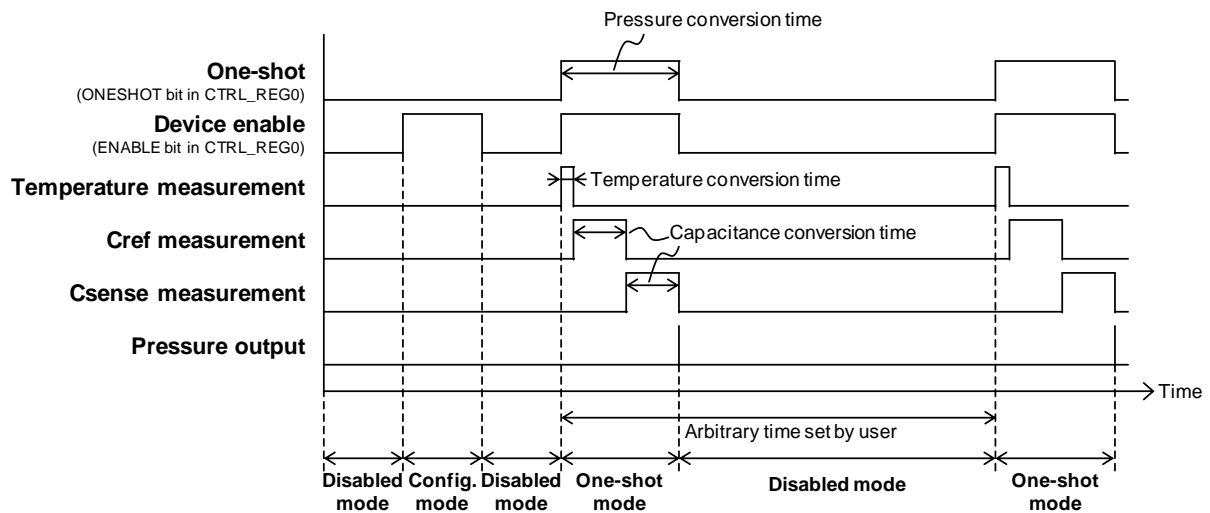 Pressure conversion time
One-shot
(ONESHOT bit in CTRL_REG0)
Device enable
(ENABLE bit in CTRL_REG0)
Temperature measurement
Temperature conversion time
Cref measurement
Capacitance conversion time
Csense measurement
Pressure output
Time
Arbitrary time set by user
Disabled mode
Config. mode
Disabled mode
One-shot mode
Disabled mode
One-shot mode